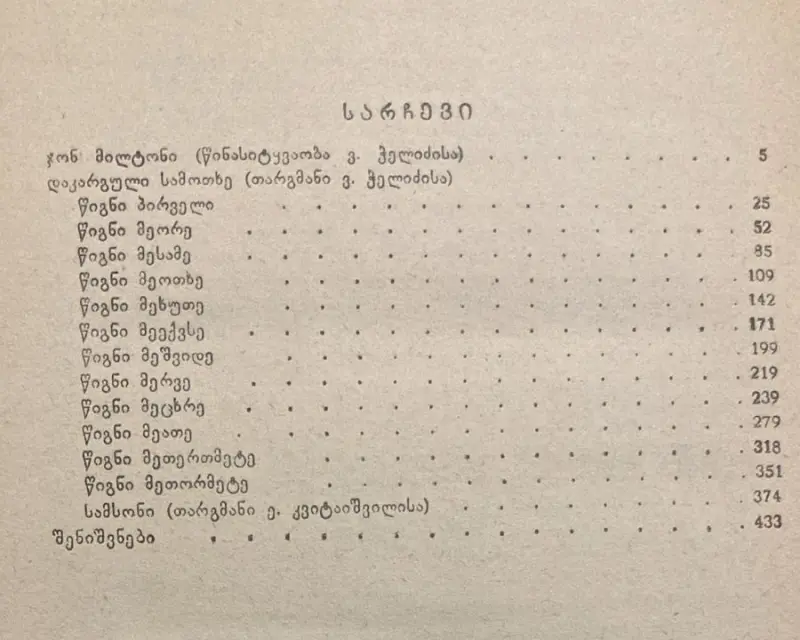 სარჩევი
ჯონ მილტონი (წინასიტყვაობა ვ. ჭელიძისა) . . . . . . . . 5
დაკარგული სამოთხე (თარგმანი ვ. ჭელიძისა)
წიგნი პირველი . . . . . . . . . . . . . 25
წიგნი მეორე . . . . . . . . . . . . . . 52
წიგნი მესამე . . . . . . . . . . . . . . 85
წიგნი მეოთხე . . . . . . . . . . . . . 109
წიგნი მეხუთე . . . . . . . . . . . . . 142
წიგნი მეექვსე . . . . . . . . . . . . . . 171
წიგნი მეშვიდე . . . . . . . . . . . . . 199
წიგნი მერვე . . . . . . . . . . . . . . 219
წიგნი მეცხრე . . . . . . . . . . . . . . 239
წიგნი მეათე . . . . . . . . . . . . . . 279
წიგნი მეთერთმეტე . . . . . . . . . . . . 318
წიგნი მეთორმეტე . . . . . . . . . . . . 351
სამსონი (თარგმანი ე. კვიტაიშვილისა) . . . . . . . . 374
შენიშვნები . . . . . . . . . . . . . . . 433